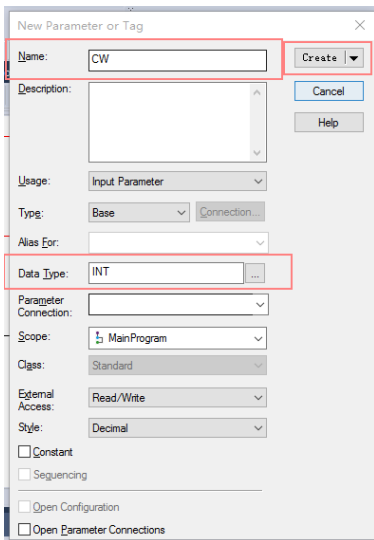 New Parameter or Tag
Name: CW Create
Description: Cancel
Help
Usage: Input Parameter
Type: Base Connection...
Alias For:
Data Type: INT ...
Parameter
Connection:
Scope: MainProgram
Class: Standard
External
Access: Read/Write
Style: Decimal
Constant
Sequencing
Open Configuration
Open Parameter Connections